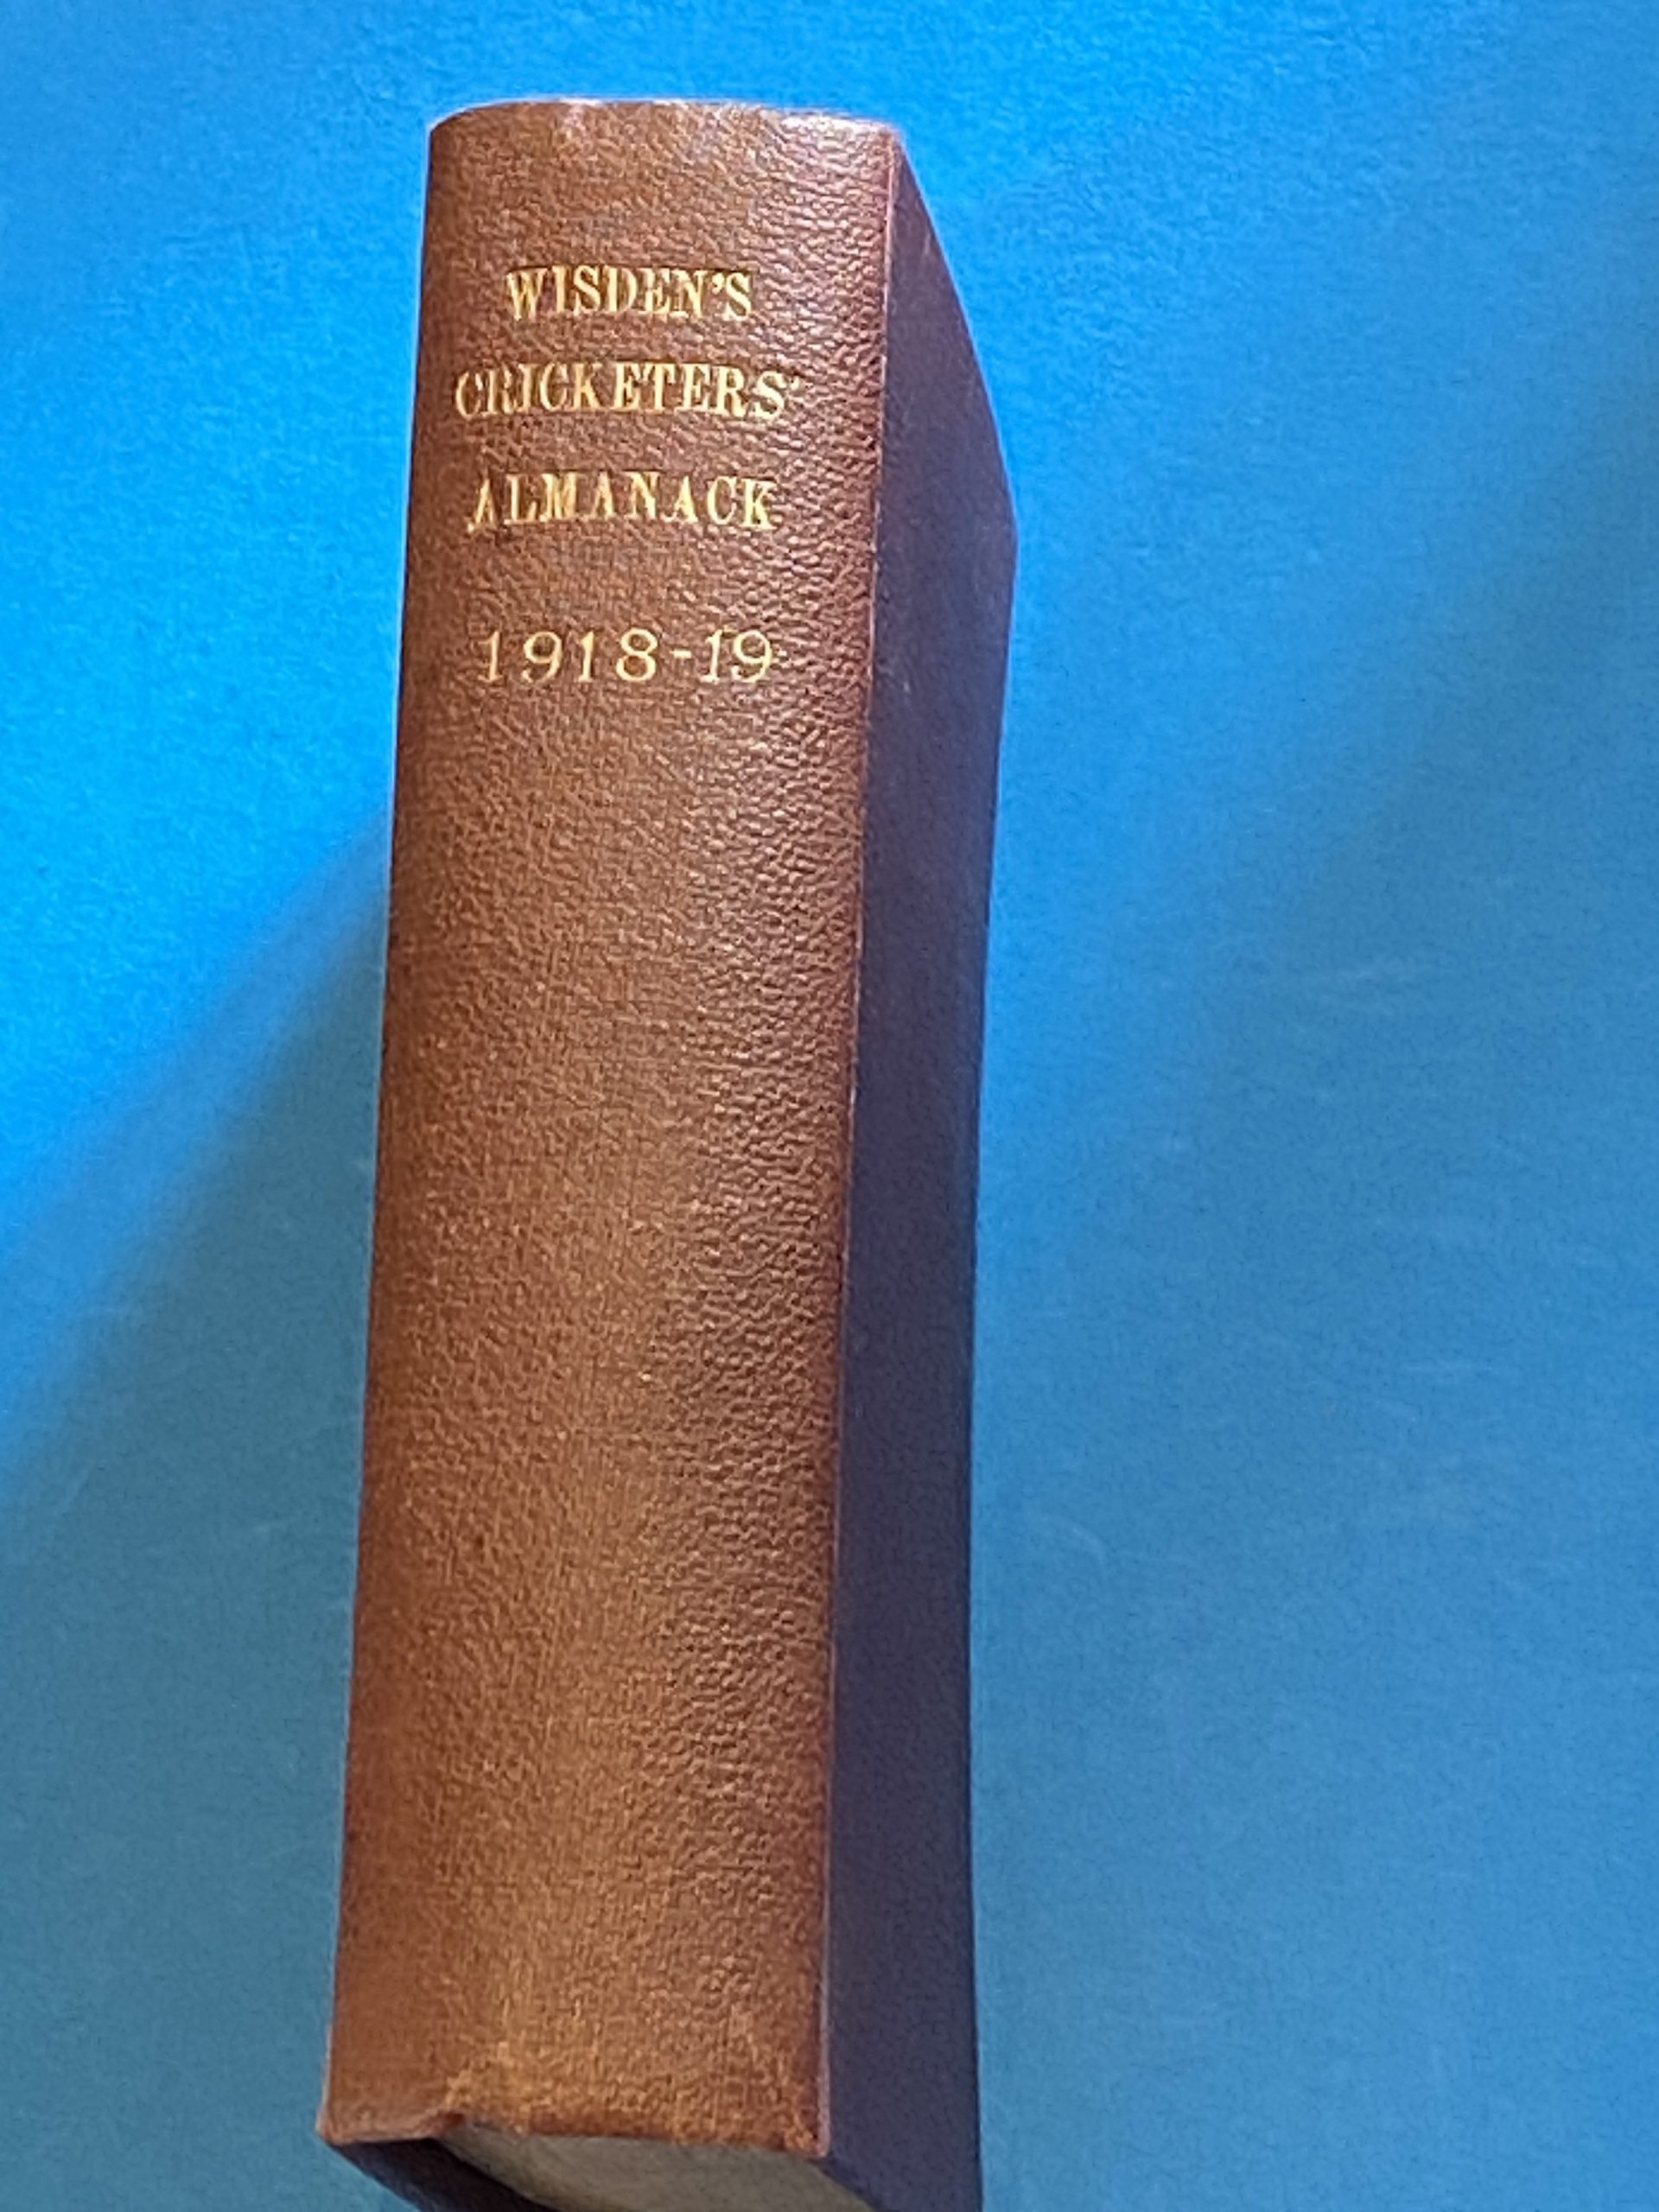 WISDEN'S
CRICKETERS'
ALMANACK
1918-19